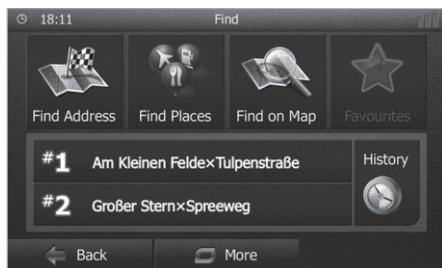 18:11 Find
Find Address Find Places Find on Map Favourites
#1 Am Kleinen Felde×Tulpenstraße History
#2 Großer Stern×Spreeweg
Back More